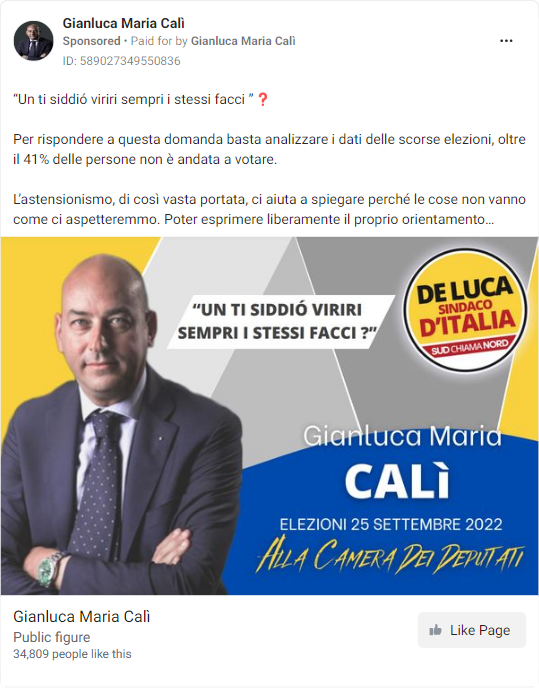 Gianluca Maria Calì
Sponsored • Paid for by Gianluca Maria Calì
ID: 589027349550836
“Un ti siddió viriri sempri i stessi facci ” ❓
Per rispondere a questa domanda basta analizzare i dati delle scorse elezioni, oltre
il 41% delle persone non è andata a votare.
L’astensionismo, di così vasta portata, ci aiuta a spiegare perché le cose non vanno
come ci aspetteremmo. Poter esprimere liberamente il proprio orientamento...
“UN TI SIDDIÓ VIRIRI
SEMPRI I STESSI FACCI ?”
DE LUCA
SINDACO
D'ITALIA
SUD CHIAMA NORD
Gianluca Maria
CALÌ
ELEZIONI 25 SETTEMBRE 2022
ALLA CAMERA DEI DEPUTATI
Gianluca Maria Calì
Public figure
34,809 people like this
Like Page